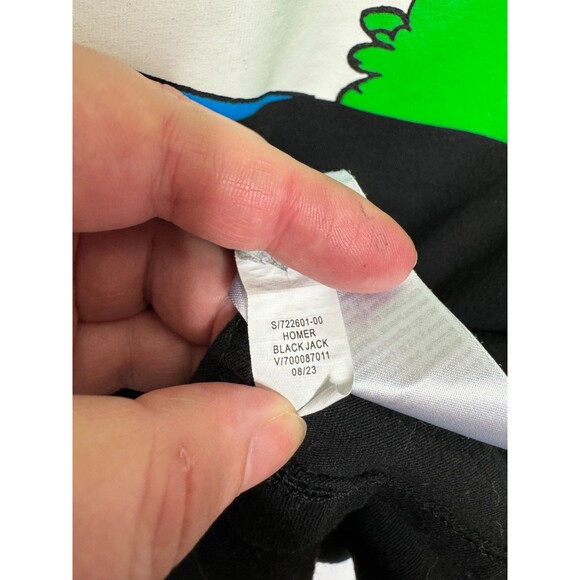 S/722601-00
HOMER
BLACK JACK
V/700087011
08/23